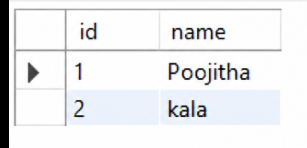 id name
1 Poojitha
2 kala